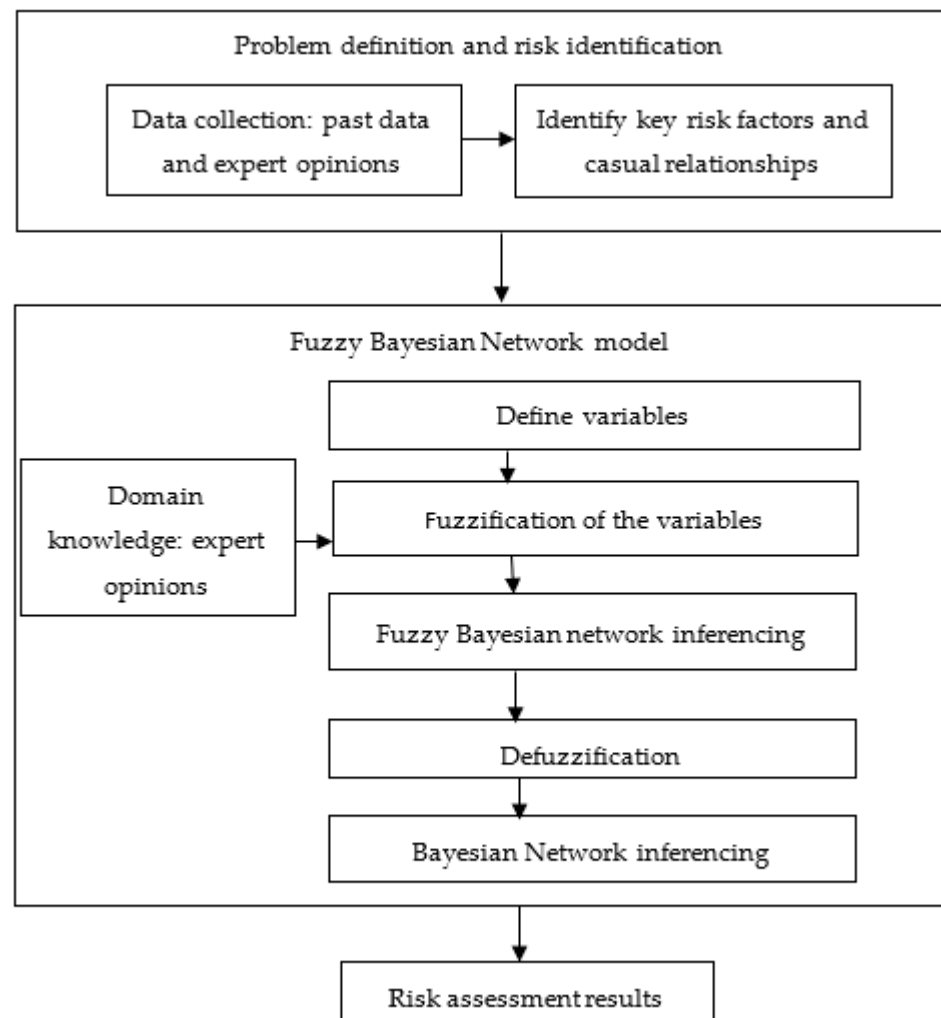 Problem definition and risk identification
Data collection: past data
and expert opinions
Identify key risk factors and
casual relationships
Fuzzy Bayesian Network model
Define variables
Domain
knowledge: expert
opinions
Fuzzification of the variables
Fuzzy Bayesian network inferencing
Defuzzification
Bayesian Network inferencing
Risk assessment results